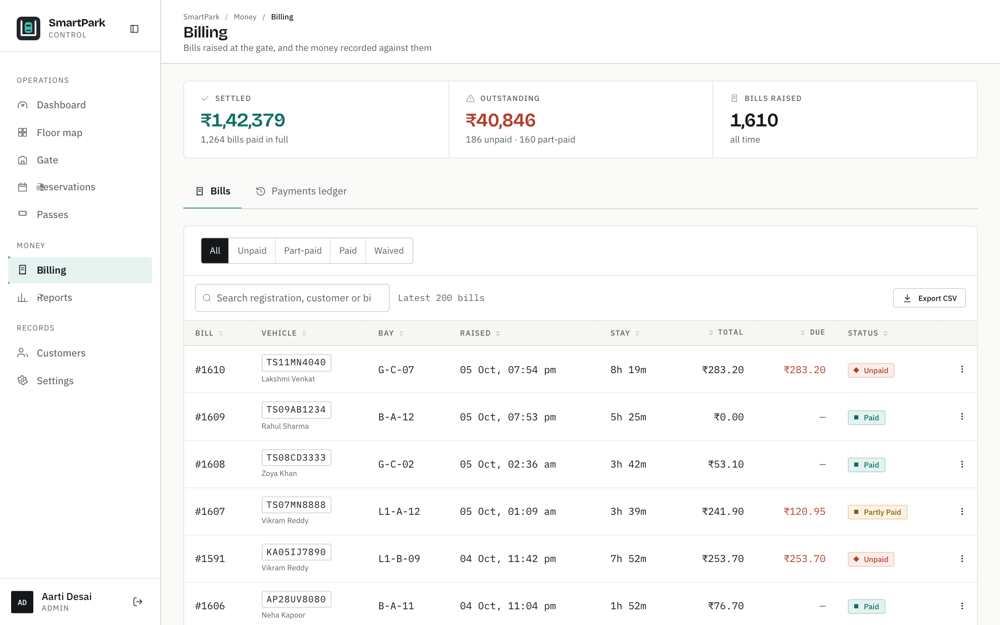 SmartPark
CONTROL
OPERATIONS
Dashboard
Floor map
Gate
Reservations
Passes
MONEY
Billing
Reports
RECORDS
Customers
Settings
AD
Aarti Desai
ADMIN
SmartPark / Money / Billing
Billing
Bills raised at the gate, and the money recorded against them
SETTLED
₹1,42,379
1,264 bills paid in full
OUTSTANDING
₹40,846
186 unpaid · 160 part-paid
BILLS RAISED
1,610
all time
Bills
Payments ledger
All Unpaid Part-paid Paid Waived
Search registration, customer or bi
Latest 200 bills
Export CSV
BILL VEHICLE BAY RAISED STAY TOTAL DUE STATUS
#1610 TS11MN4040 G-C-07 05 Oct, 07:54 pm 8h 19m ₹283.20 ₹283.20 Unpaid
Lakshmi Venkat
#1609 TS09AB1234 B-A-12 05 Oct, 07:53 pm 5h 25m ₹0.00 — Paid
Rahul Sharma
#1608 TS08CD3333 G-C-02 05 Oct, 02:36 am 3h 42m ₹53.10 — Paid
Zoya Khan
#1607 TS07MN8888 L1-A-12 05 Oct, 01:09 am 3h 39m ₹241.90 ₹120.95 Partly Paid
Vikram Reddy
#1591 KA05IJ7890 L1-B-09 04 Oct, 11:42 pm 7h 52m ₹253.70 ₹253.70 Unpaid
Vikram Reddy
#1606 AP28UV8080 B-A-11 04 Oct, 11:04 pm 1h 52m ₹76.70 — Paid
Neha Kapoor